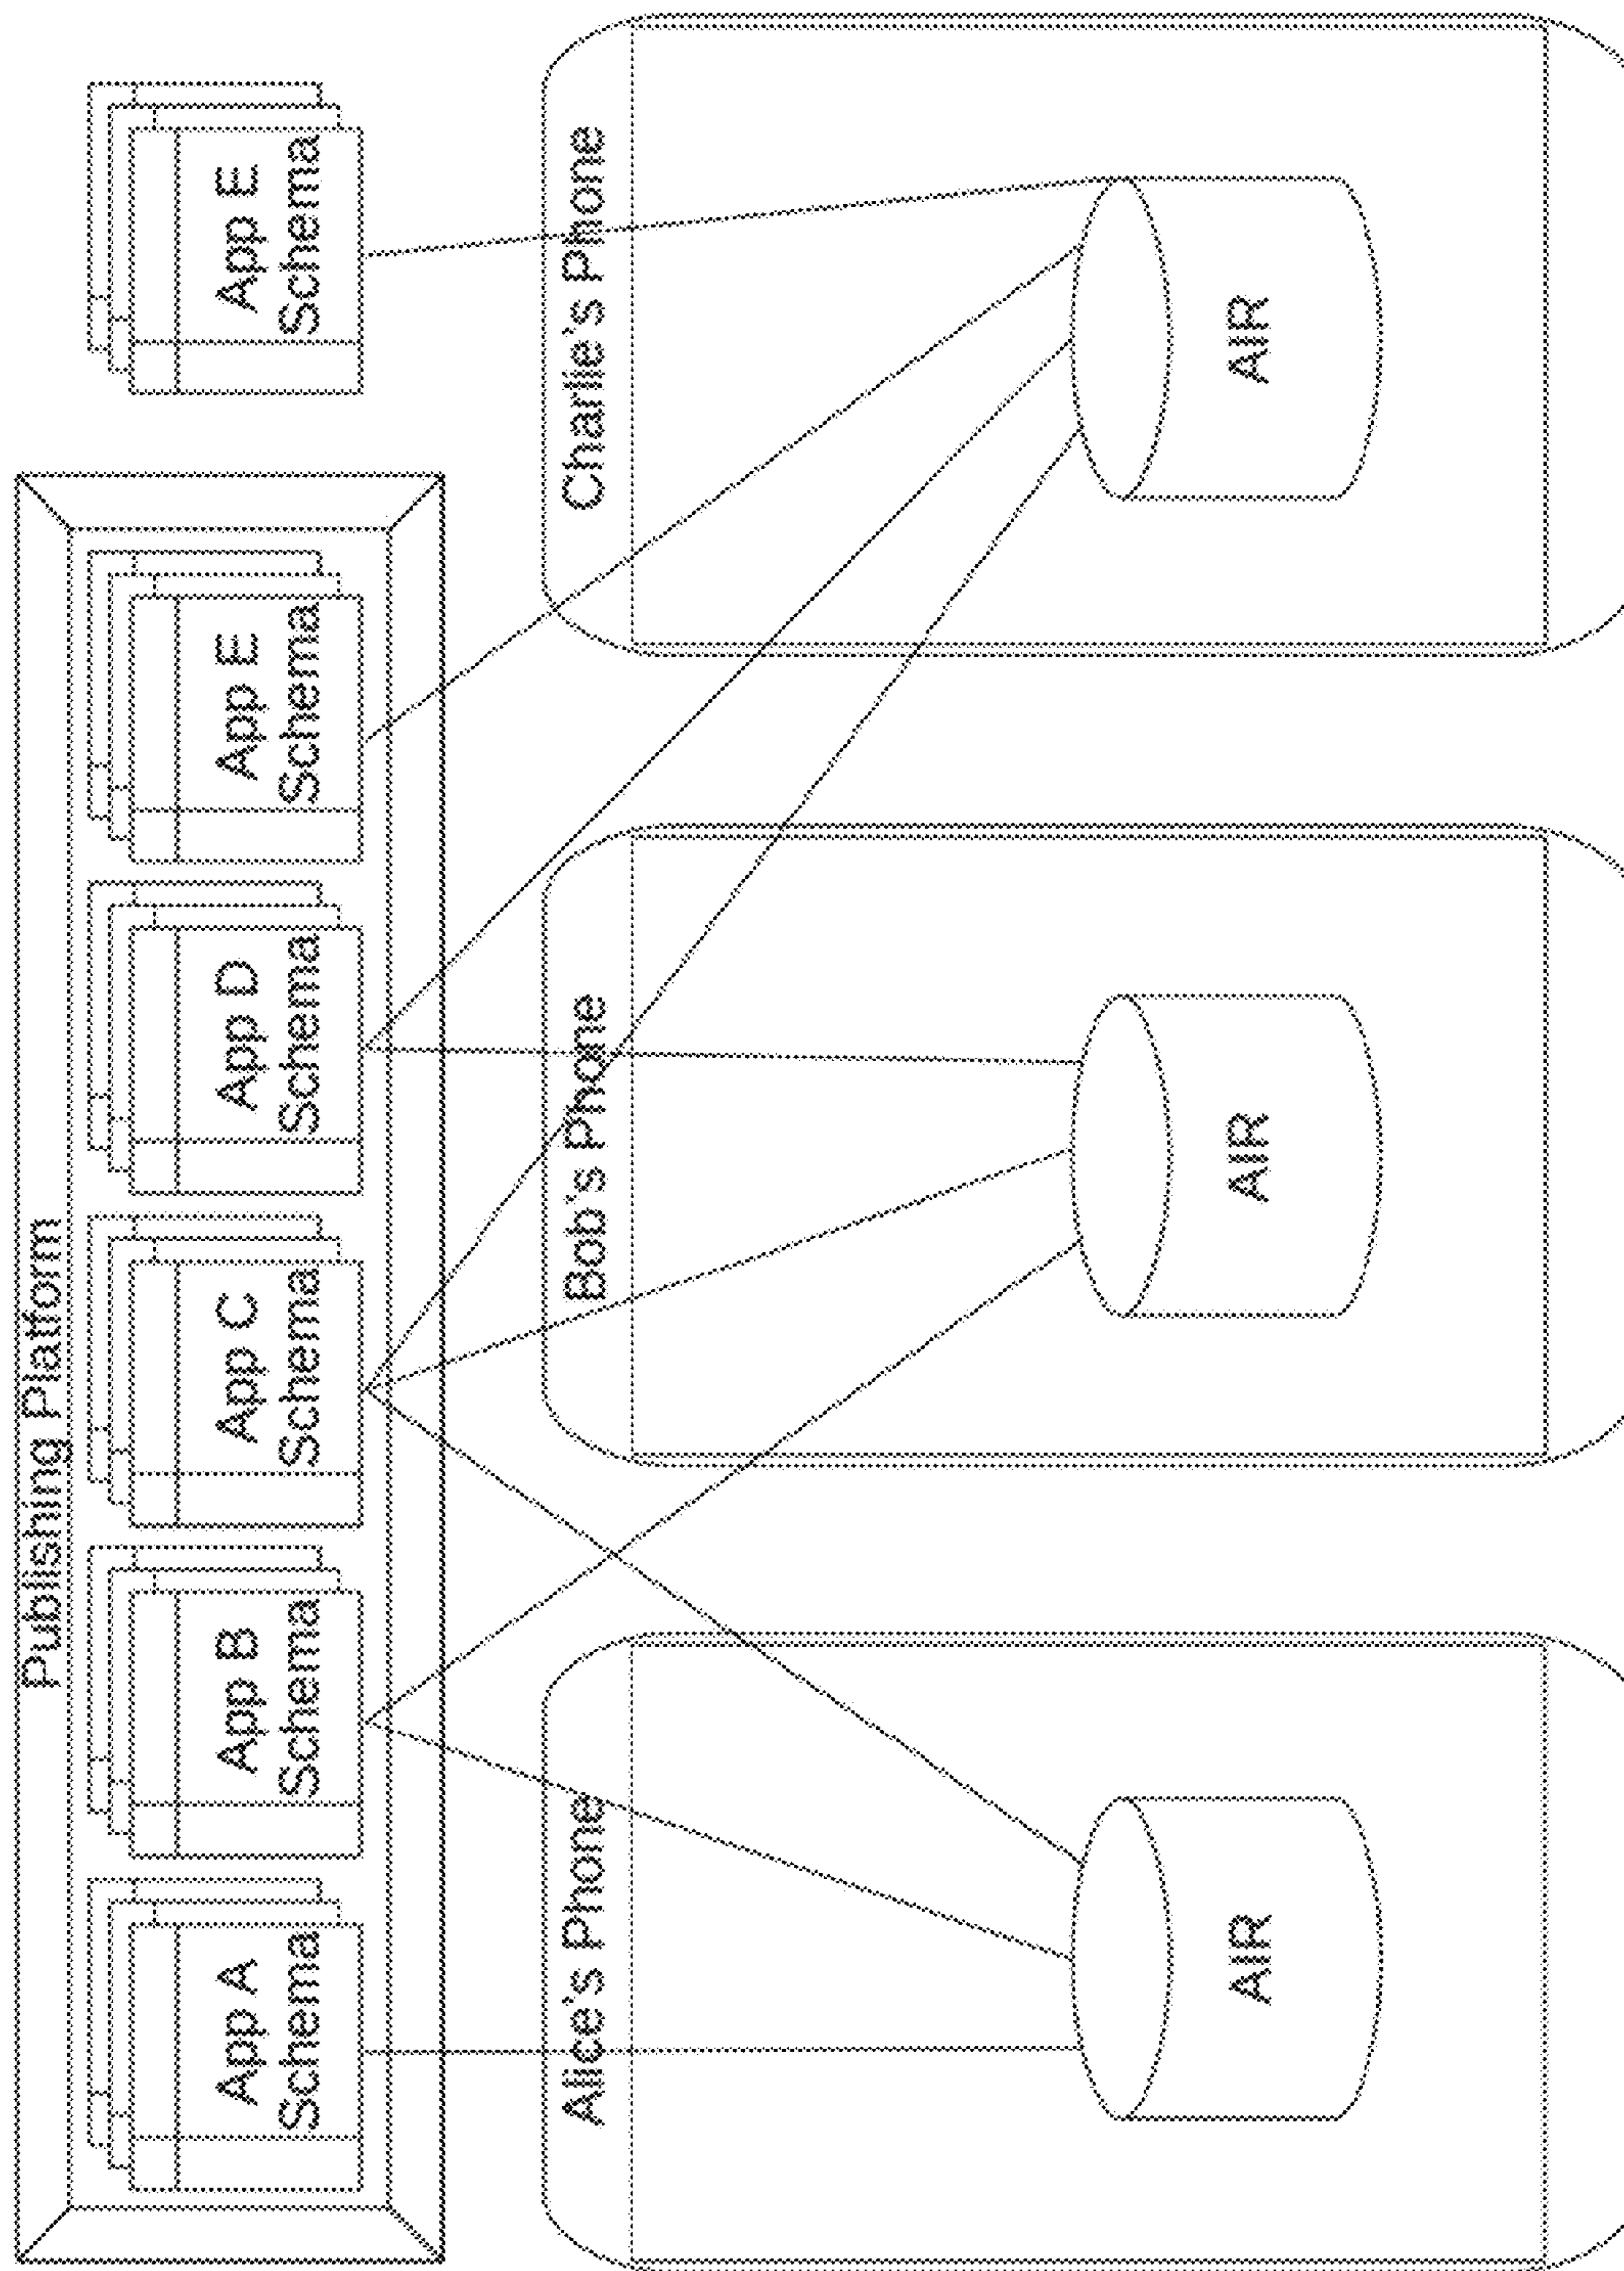 Publishing Platform
App A
Schema
App B
Schema
App C
Schema
App D
Schema
App E
Schema
App E
Schema
Alice's Phone
Bob's Phone
Charlie's Phone
AIR
AIR
AIR